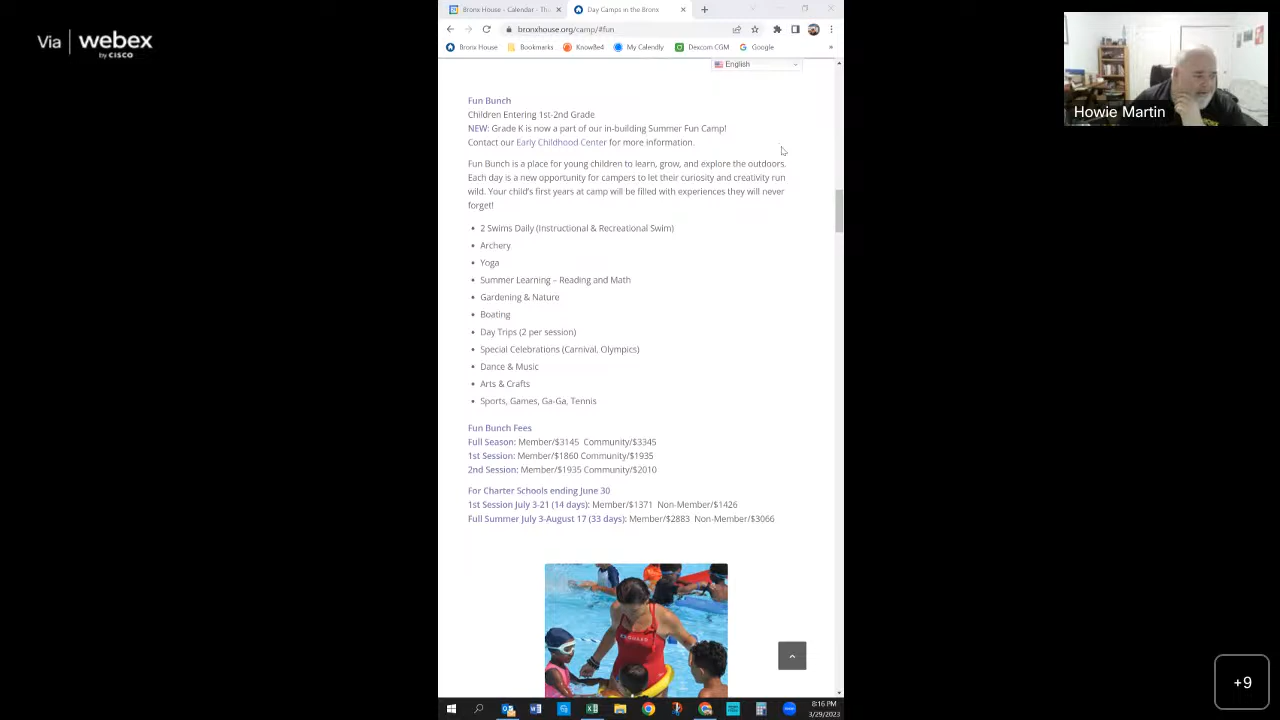 Via webex
by CISCO
Bronx House - Calendar - Th
Day Camps in the Bronx
bronxhouse.org/camp/#fun
Bronx House
Bookmarks
KnowBe4
My Calendly
Dexcom CGM
Google
English
Howie Martin
Fun Bunch
Children Entering 1st-2nd Grade
NEW: Grade K is now a part of our in-building Summer Fun Camp!
Contact our Early Childhood Center for more information.
Fun Bunch is a place for young children to learn, grow, and explore the outdoors.
Each day is a new opportunity for campers to let their curiosity and creativity run
wild. Your child's first years at camp will be filled with experiences they will never
forget!
2 Swims Daily (Instructional & Recreational Swim)
Archery
Yoga
Summer Learning – Reading and Math
Gardening & Nature
Boating
Day Trips (2 per session)
Special Celebrations (Carnival, Olympics)
Dance & Music
Arts & Crafts
Sports, Games, Ga-Ga, Tennis
Fun Bunch Fees
Full Season: Member/$3145 Community/$3345
1st Session: Member/$1860 Community/$1935
2nd Session: Member/$1935 Community/$2010
For Charter Schools ending June 30
1st Session July 3-21 (14 days): Member/$1371 Non-Member/$1426
Full Summer July 3-August 17 (33 days): Member/$2883 Non-Member/$3066
+9
8:16 PM
3/29/2023